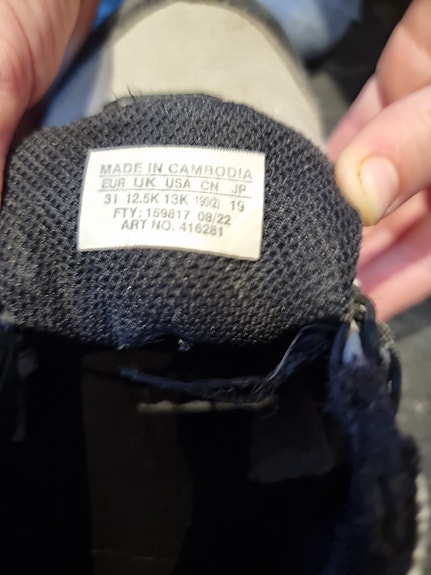 MADE IN CAMBODIA
EUR UK USA CN JP
31 12.5K 13K 190(2) 19
FTY: 159817 08/22
ART NO. 416281